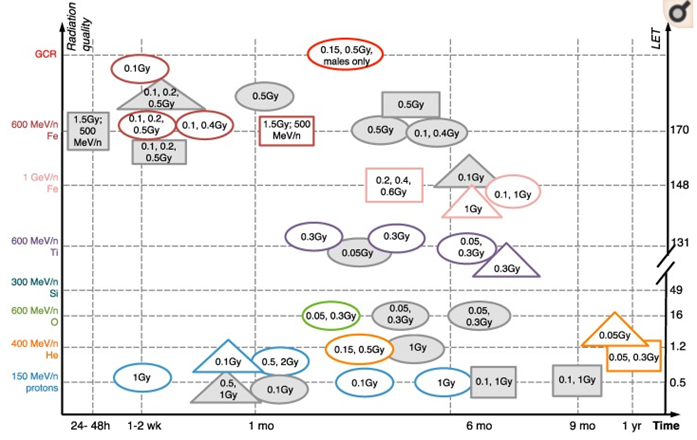 Radiation
quality
LET
GCR
0.15, 0.5Gy,
males only
0.1Gy
0.1, 0.2,
0.5Gy
0.5Gy
0.5Gy
600 MeV/n
Fe
1.5Gy;
500
MeV/n
0.1, 0.2,
0.5Gy
0.1, 0.4Gy
1.5Gy; 500
MeV/n
0.5Gy
0.1, 0.4Gy
170
0.1, 0.2,
0.5Gy
1 GeV/n
Fe
0.2, 0.4,
0.6Gy
0.1Gy
0.1, 1Gy
148
1Gy
600 MeV/n
Ti
0.3Gy
0.3Gy
0.05Gy
0.05,
0.3Gy
131
0.3Gy
300 MeV/n
Si
49
600 MeV/n
O
0.05, 0.3Gy
0.05,
0.3Gy
0.05,
0.3Gy
16
0.05Gy
400 MeV/n
He
0.1Gy
0.5, 2Gy
0.15, 0.5Gy
1Gy
0.05, 0.3Gy
1.2
150 MeV/n
protons
1Gy
0.5,
1Gy
0.1Gy
0.1Gy
1Gy
0.1, 1Gy
0.1, 1Gy
0.5
24- 48h
1-2 wk
1 mo
6 mo
9 mo
1 yr
Time